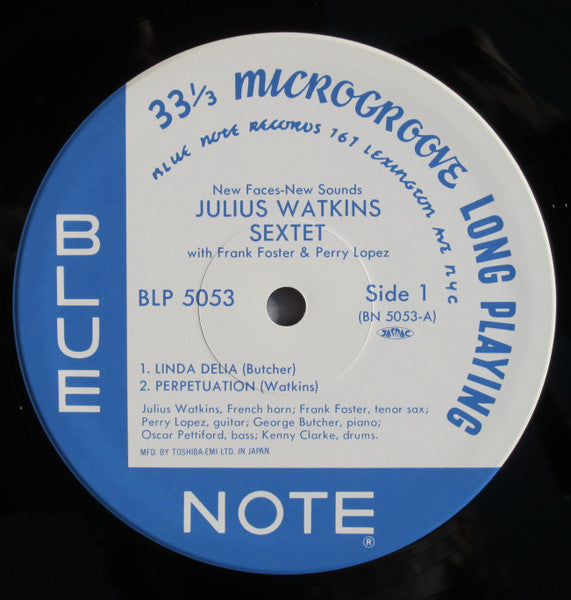 33 1/3 MICROGROOVE LONG PLAYING
BLUE NOTE RECORDS 767 LEXINGTON AVE NYC
New Faces-New Sounds
JULIUS WATKINS
SEXTET
with Frank Foster & Perry Lopez
BLP 5053
Side 1
(BN 5053-A)
JASRAC
1. LINDA DELIA (Butcher)
2. PERPETUATION (Watkins)
Julius Watkins, French horn; Frank Foster, tenor sax;
Perry Lopez, guitar; George Butcher, piano;
Oscar Pettiford, bass; Kenny Clarke, drums.
MFD. BY TOSHIBA-EMI LTD. IN JAPAN.
BLUE
NOTE®